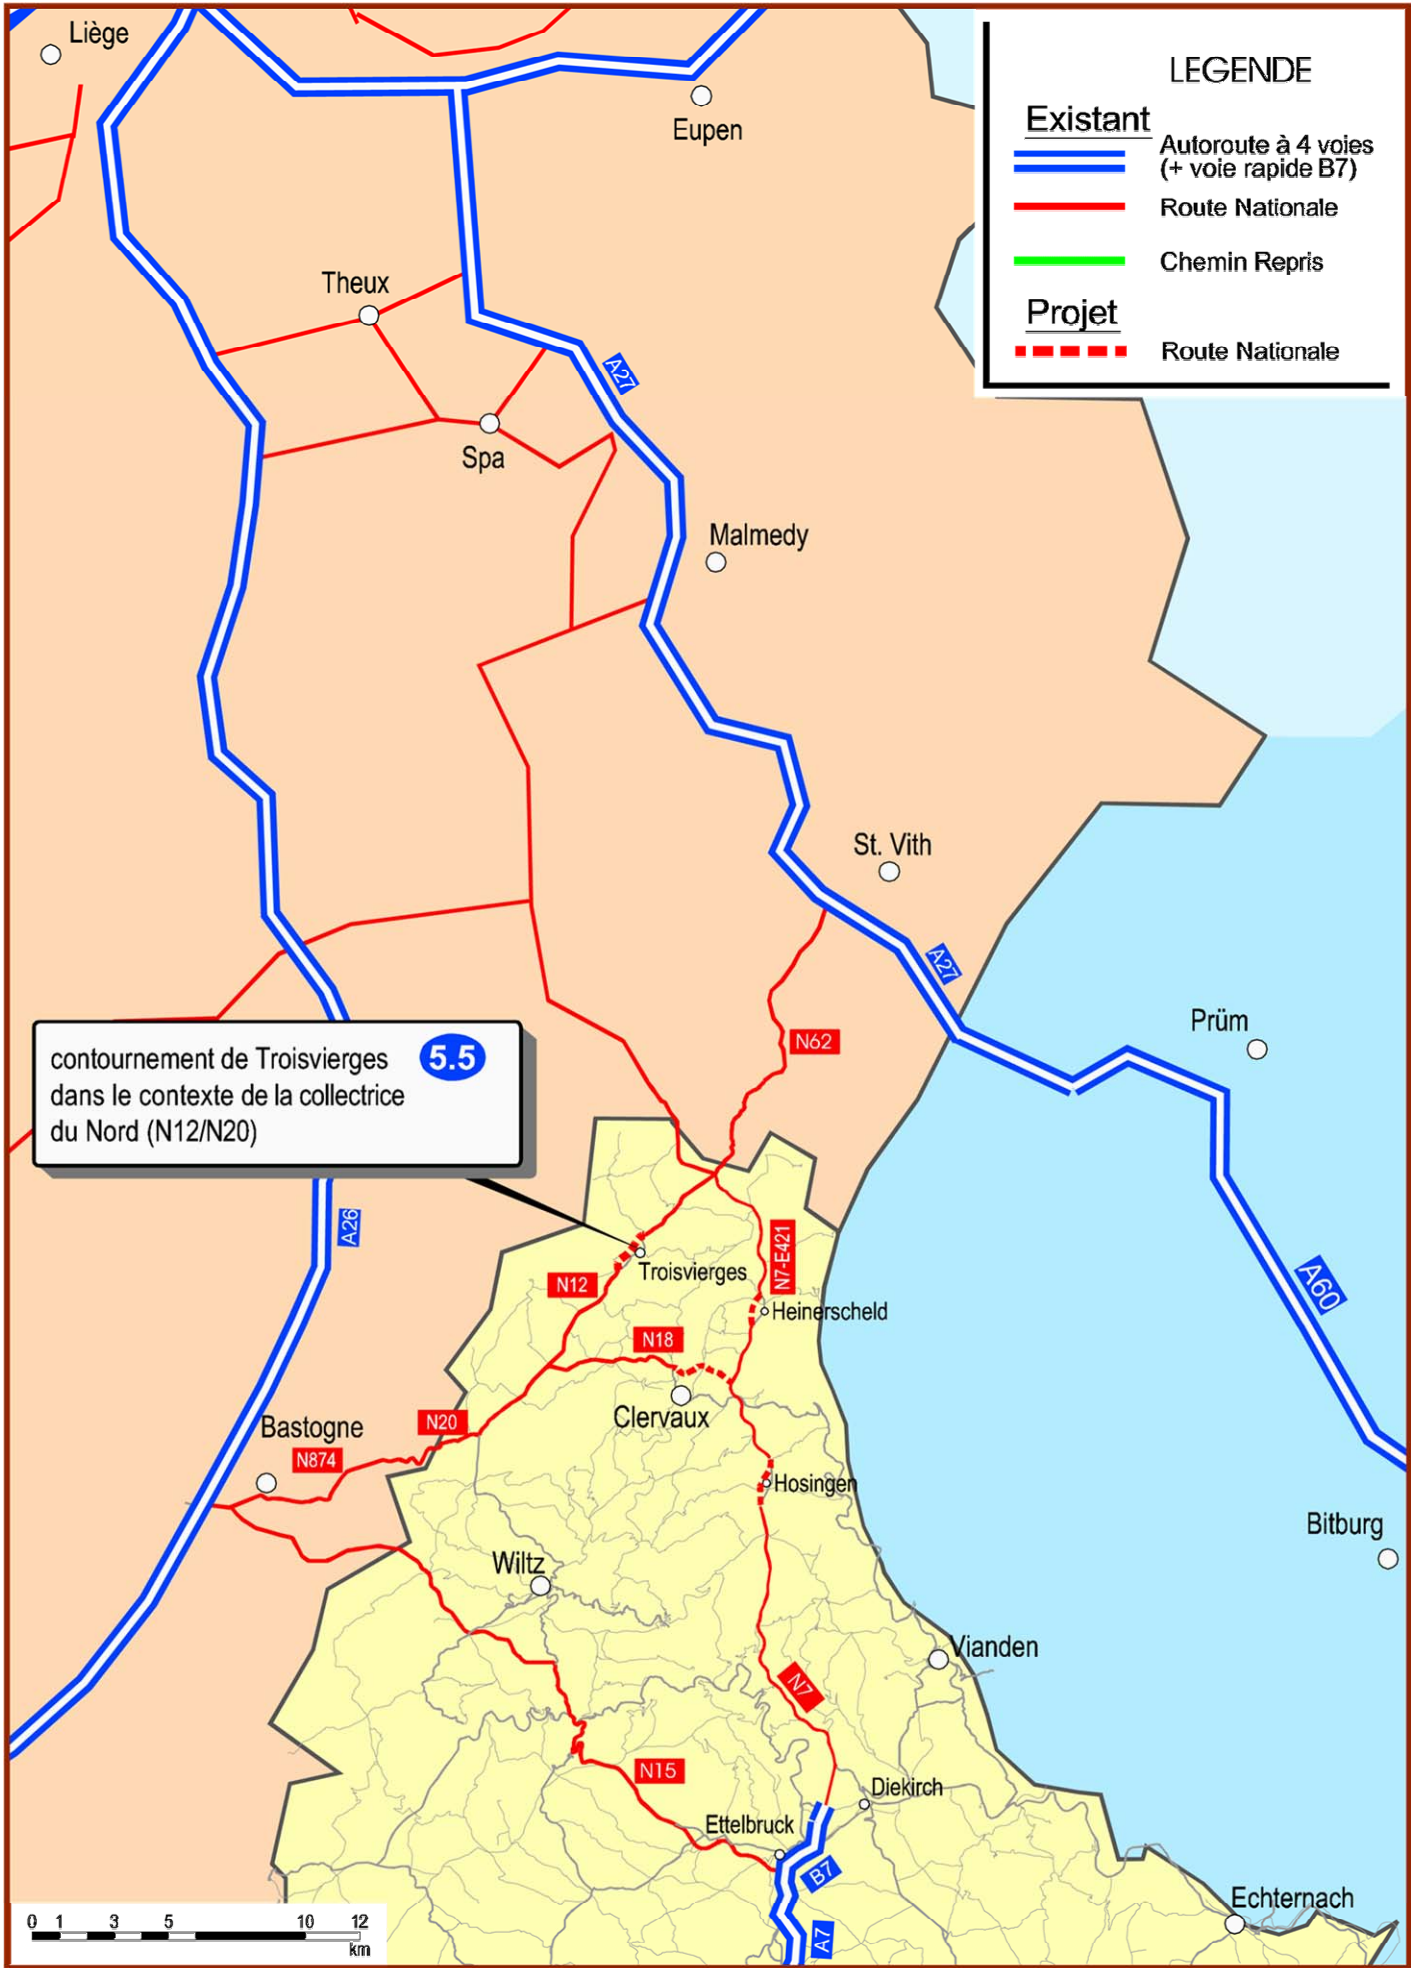 Liège
Eupen
LEGENDE
Existant
Autoroute à 4 voies
(+ voie rapide B7)
Route Nationale
Chemin Repris
Projet
Route Nationale
Theux
A27
Spa
Malmedy
St. Vith
A27
Prüm
N62
contournement de Troisvierges
dans le contexte de la collectrice
du Nord (N12/N20)
5.5
A26
N7-E421
Troisvierges
N12
A60
Heinerscheld
N18
Clervaux
N20
Bastogne
N874
Hosingen
Bitburg
Wiltz
Vianden
N7
N15
Diekirch
Ettelbruck
B7
Echternach
A7
0 1 3 5 10 12
km